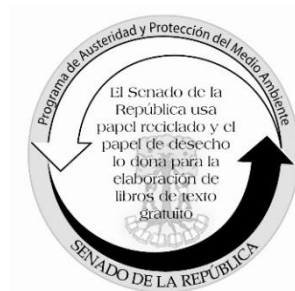 Programa de Austeridad y Protección del Medio Ambiente
El Senado de la
República usa
papel reciclado y el
papel de desecho
lo dona para la
elaboración de
libros de texto
gratuito
SENADO DE LA REPÚBLICA